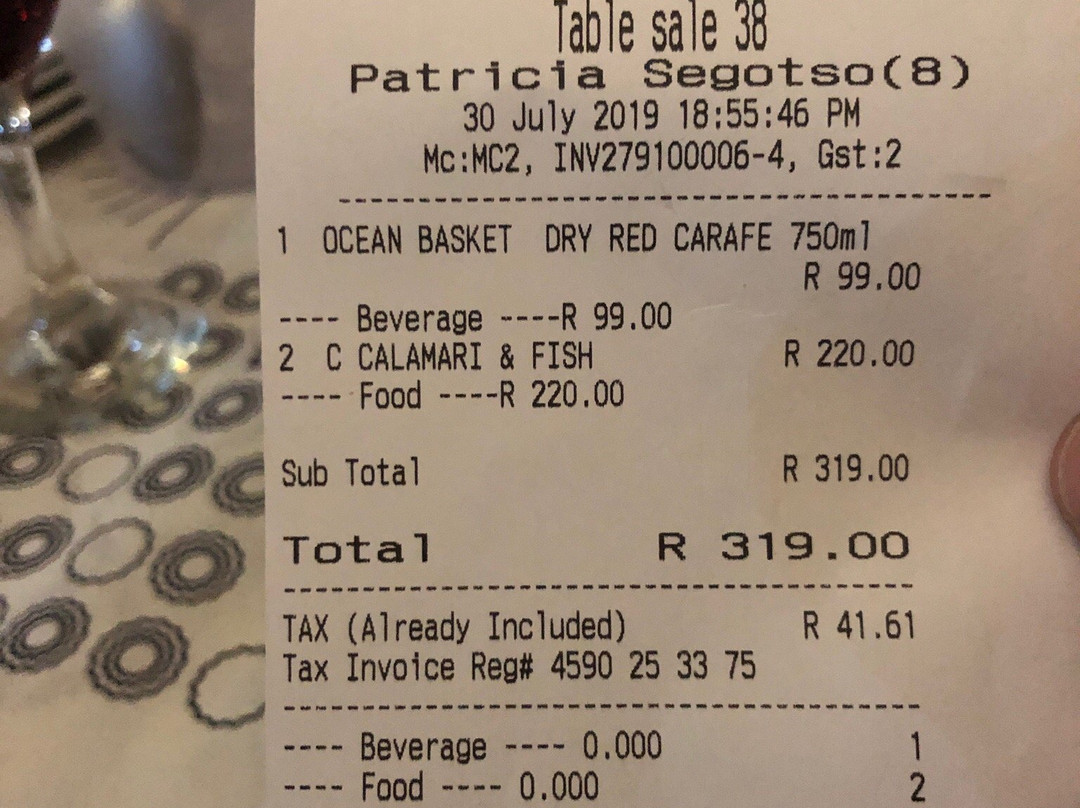 Table sale 38
Patricia Segotso(8)
30 July 2019 18:55:46 PM
Mc:MC2, INV279100006-4, Gst:2
--------------------------------------------
1 OCEAN BASKET DRY RED CARAFE 750ml
R 99.00
---- Beverage ----R 99.00
2 C CALAMARI & FISH R 220.00
---- Food ----R 220.00
Sub Total R 319.00
Total R 319.00
--------------------------------------------
TAX (Already Included) R 41.61
Tax Invoice Reg# 4590 25 33 75
--------------------------------------------
---- Beverage ---- 0.000 1
---- Food ---- 0.000 2